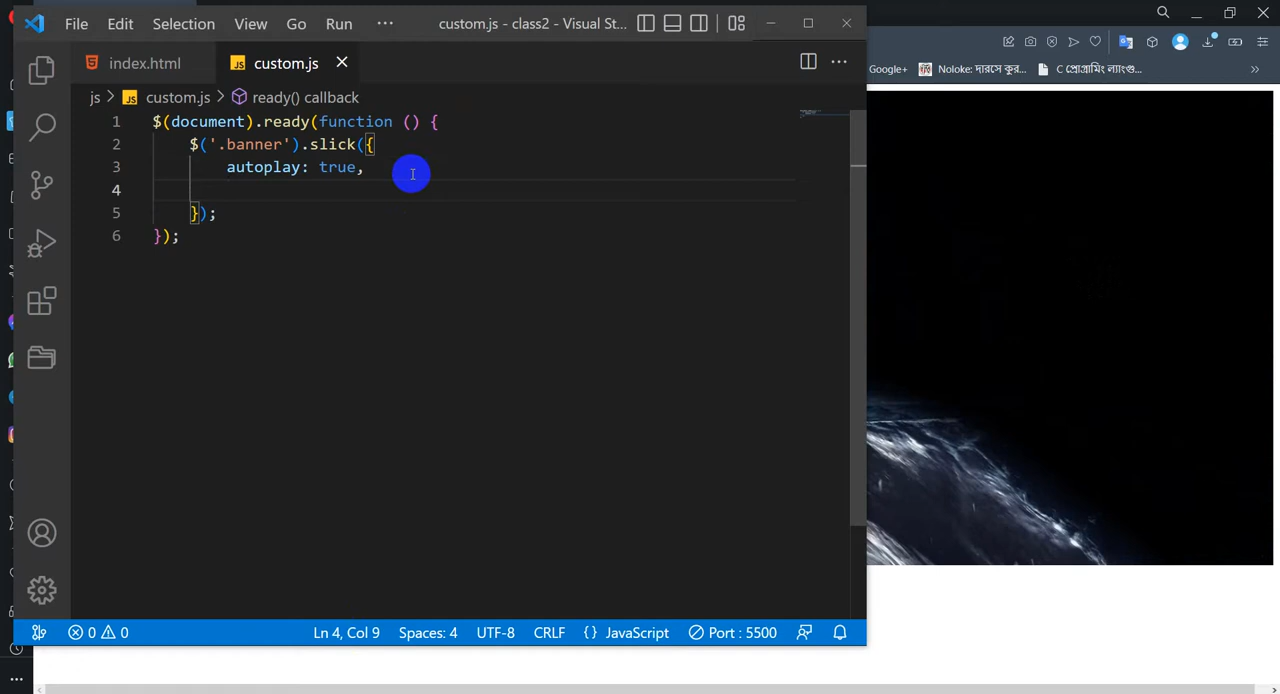 File Edit Selection View Go Run ··· custom.js - class2 - Visual St...
index.html custom.js
js > custom.js > ready() callback
1 $(document).ready(function () {
2 $('.banner').slick({
3 autoplay: true,
4
5 });
6 });
0 0 Ln 4, Col 9 Spaces: 4 UTF-8 CRLF {} JavaScript Port : 5500
Google+ Noloke: দারসে কুর... C প্রোগ্রামিং ল্যাংগু...